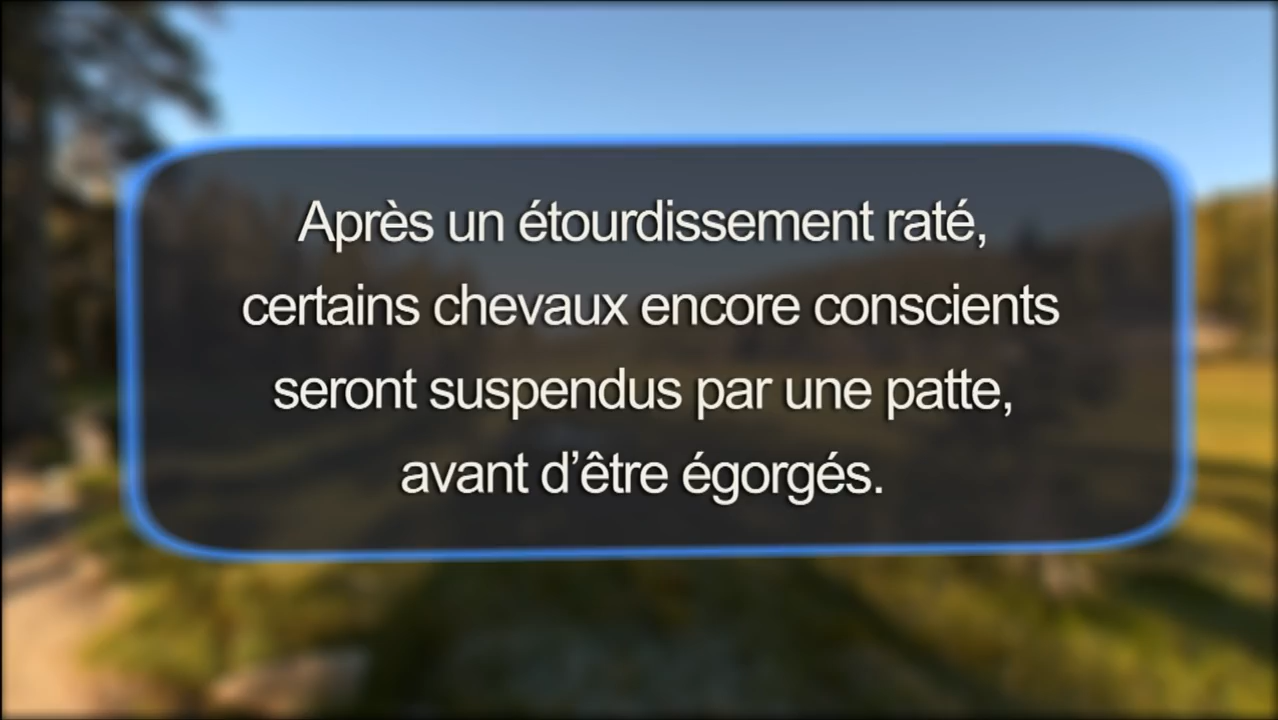 Après un étourdissement raté,
certains chevaux encore conscients
seront suspendus par une patte,
avant d’être égorgés.